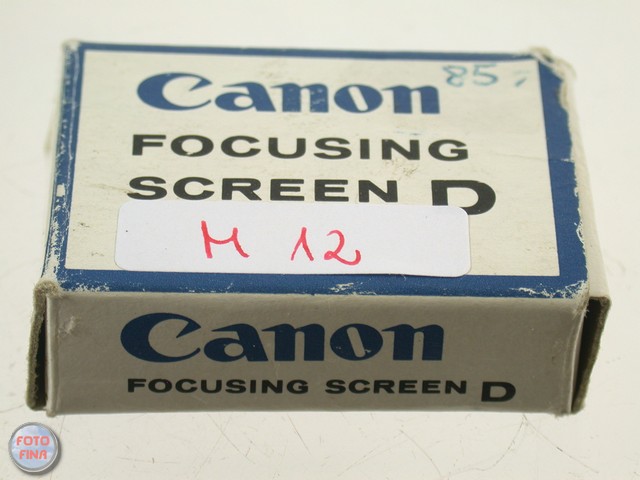 Canon 85,-
FOCUSING
SCREEN D
M 12
Canon
FOCUSING SCREEN D
FOTO
FINA